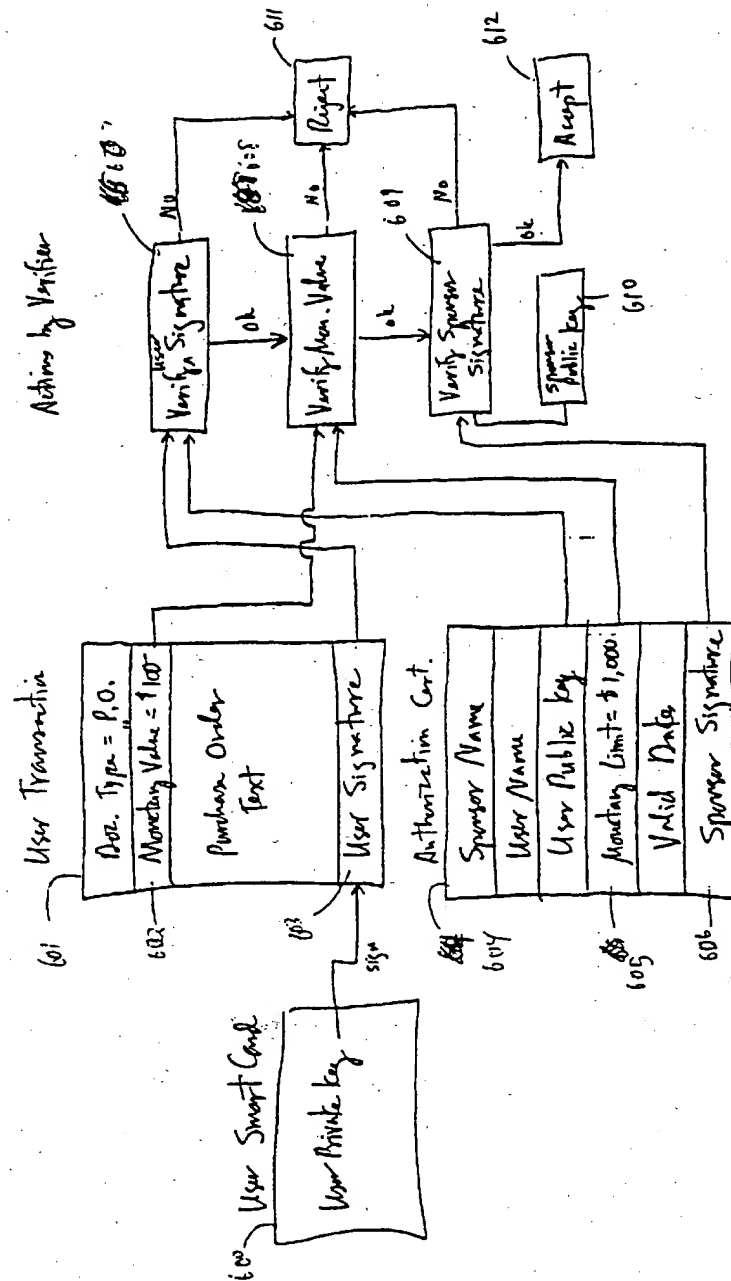 User Smart Card
600
User Private Key
sign
User Transaction
601
Doc. Type = P.O.
Monetary Value = $100
602
Purchase Order
Text
User Signature
603
Authorization Cert.
604
Sponsor Name
User Name
User Public Key
Monetary Limit = $1,000.
605
Valid Dates
Sponsor Signature
606
Actions by Verifier
Verify User Signature
No
Ok
Verify Mon. Value
No
Ok
Verify Sponsor
Signature
609
No
Ok
Sponsor
Public Key
610
Reject
611
Accept
612